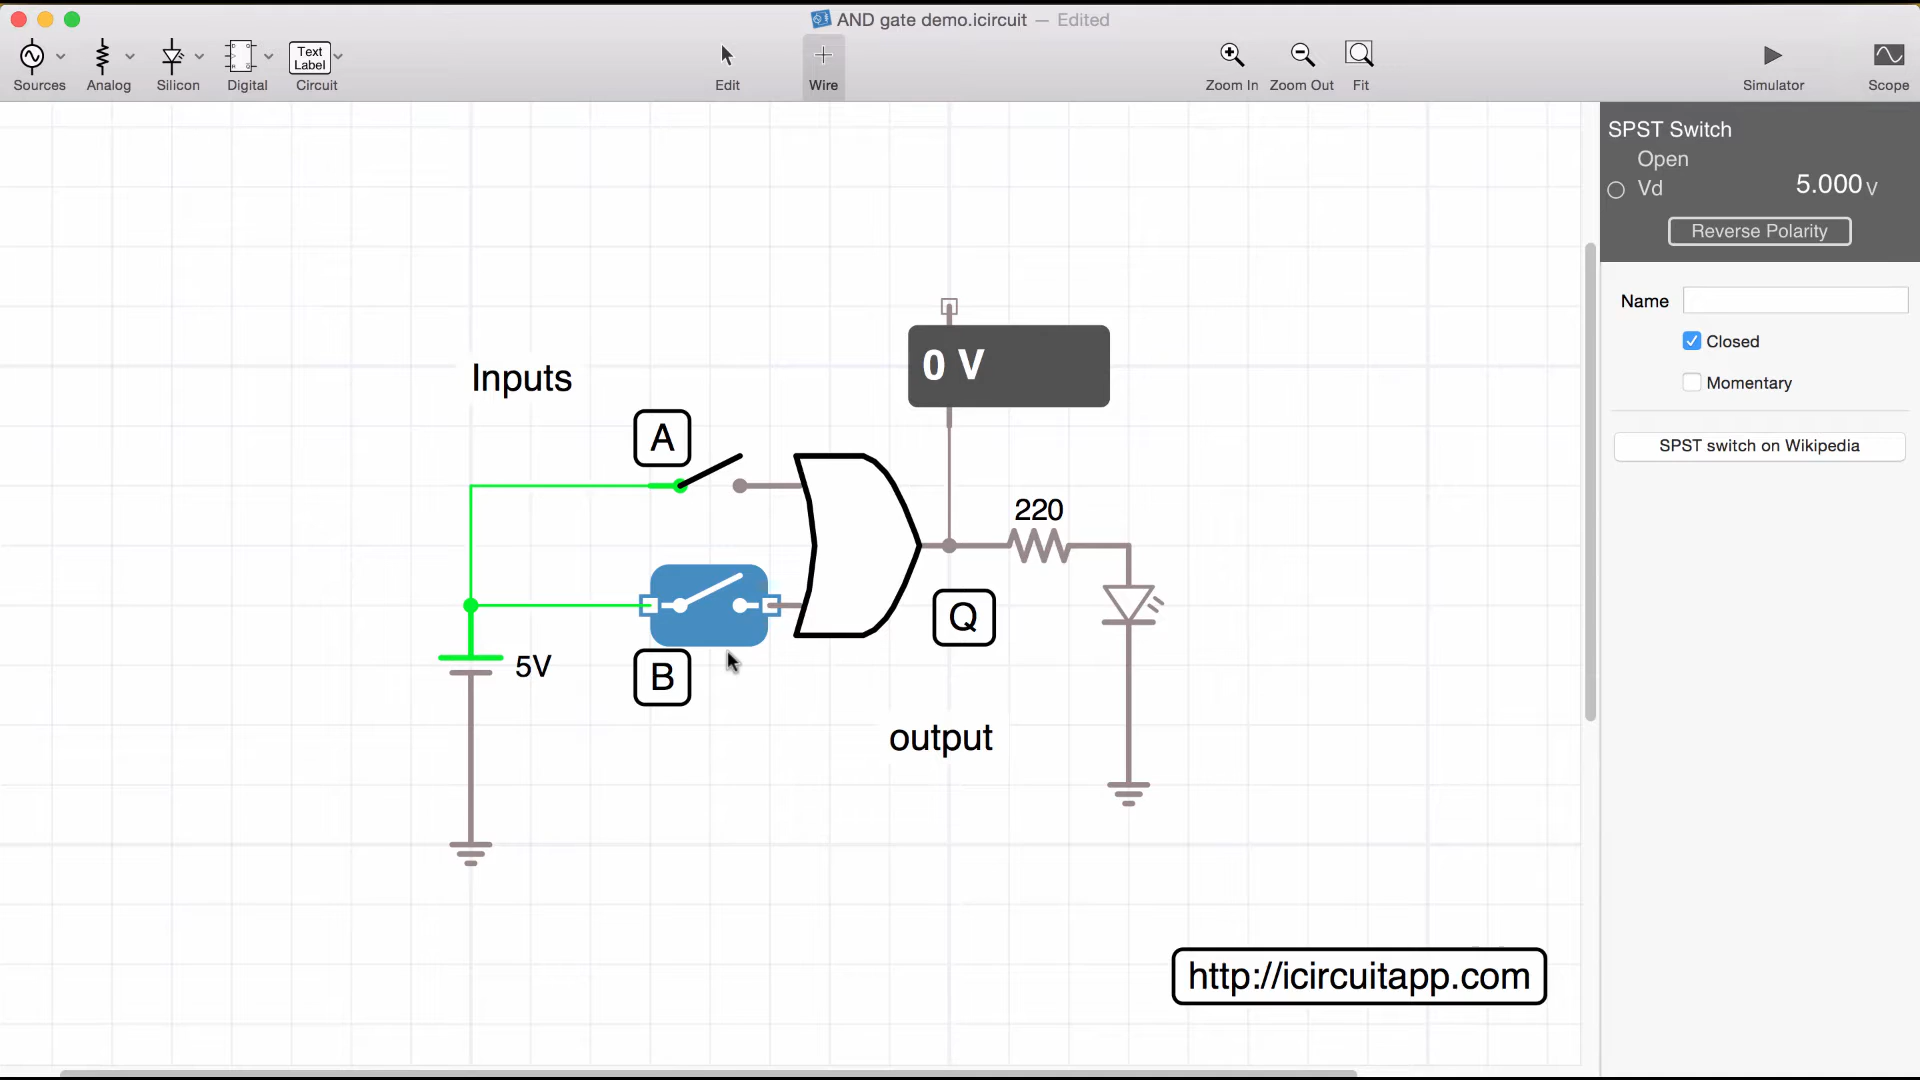 AND gate demo.icircuit — Edited
Text
Label
Sources
Analog
Silicon
Digital
Circuit
Edit
Wire
Zoom In
Zoom Out
Fit
Simulator
Scope
SPST Switch
Open
Vd 5.000 V
Reverse Polarity
Name
Closed
Momentary
SPST switch on Wikipedia
0 V
Inputs
A
220
B
Q
5V
output
http://icircuitapp.com